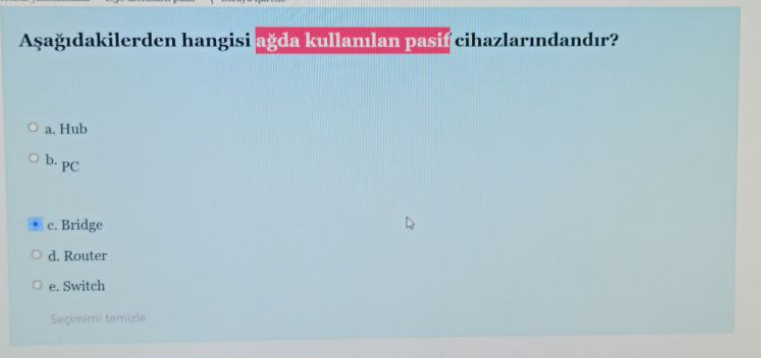 Aşağıdakilerden hangisi ağda kullanılan pasif cihazlarındandır?
a. Hub
b. PC
c. Bridge
d. Router
e. Switch
Seçimimi temizle